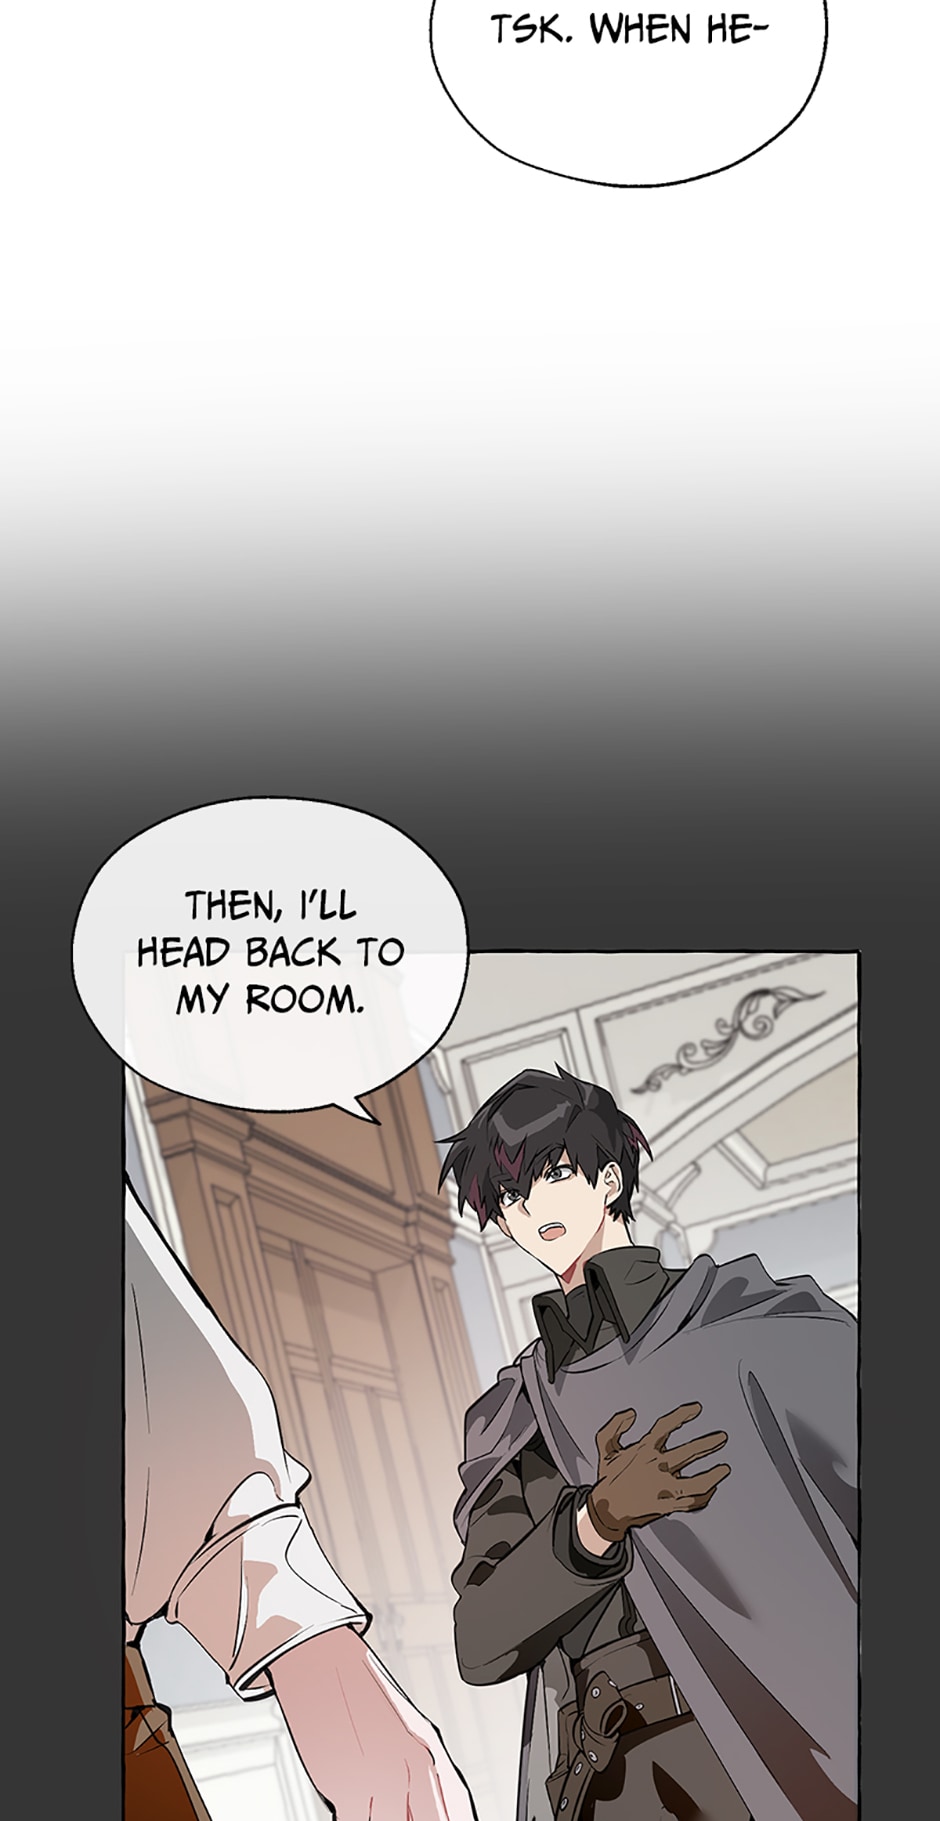 TSK. WHEN HE-
THEN, I'LL
HEAD BACK TO
MY ROOM.